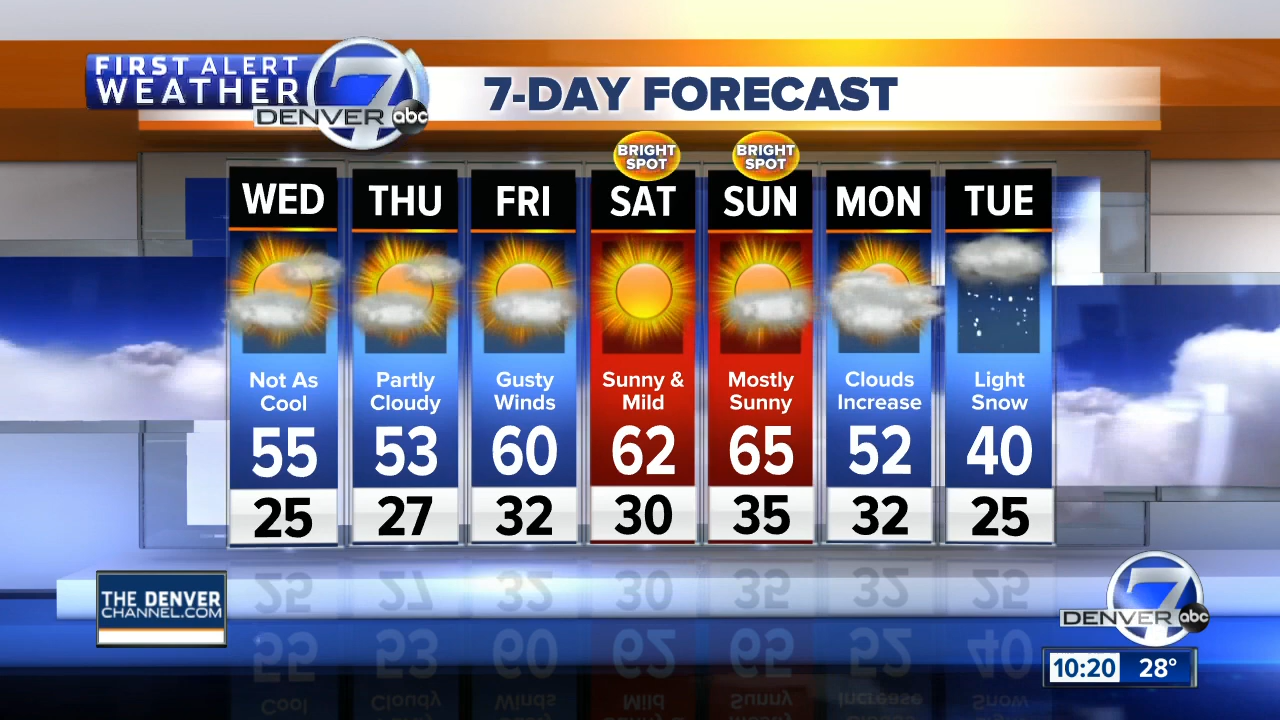 FIRST ALERT
WEATHER
7
DENVER abc
7-DAY FORECAST
BRIGHT
SPOT
BRIGHT
SPOT
WED THU FRI SAT SUN MON TUE
Not As Partly Gusty Sunny & Mostly Clouds Light
Cool Cloudy Winds Mild Sunny Increase Snow
55 53 60 62 65 52 40
25 27 32 30 35 32 25
THE DENVER
CHANNEL.COM
7
DENVER abc
10:20 28°